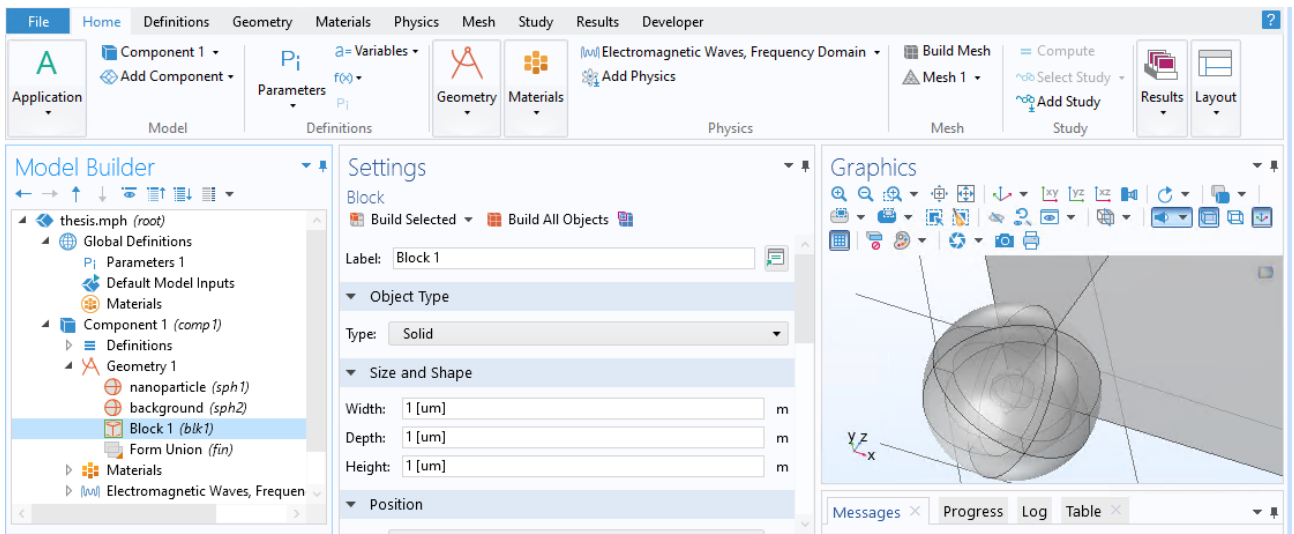 File Home Definitions Geometry Materials Physics Mesh Study Results Developer ?
A Application
Component 1
Add Component
Model
Pi Parameters
a= Variables
f(x)
Pi
Definitions
Geometry
Materials
Electromagnetic Waves, Frequency Domain
Add Physics
Physics
Build Mesh
Mesh 1
Mesh
= Compute
Select Study
Add Study
Study
Results
Layout
Model Builder
thesis.mph (root)
Global Definitions
Pi Parameters 1
Default Model Inputs
Materials
Component 1 (comp1)
Definitions
Geometry 1
nanoparticle (sph1)
background (sph2)
Block 1 (blk1)
Form Union (fin)
Materials
Electromagnetic Waves, Frequen
Settings
Block
Build Selected Build All Objects
Label: Block 1
Object Type
Type: Solid
Size and Shape
Width: 1 [um] m
Depth: 1 [um] m
Height: 1 [um] m
Position
Graphics
xy yz xz
y z
x
Messages Progress Log Table